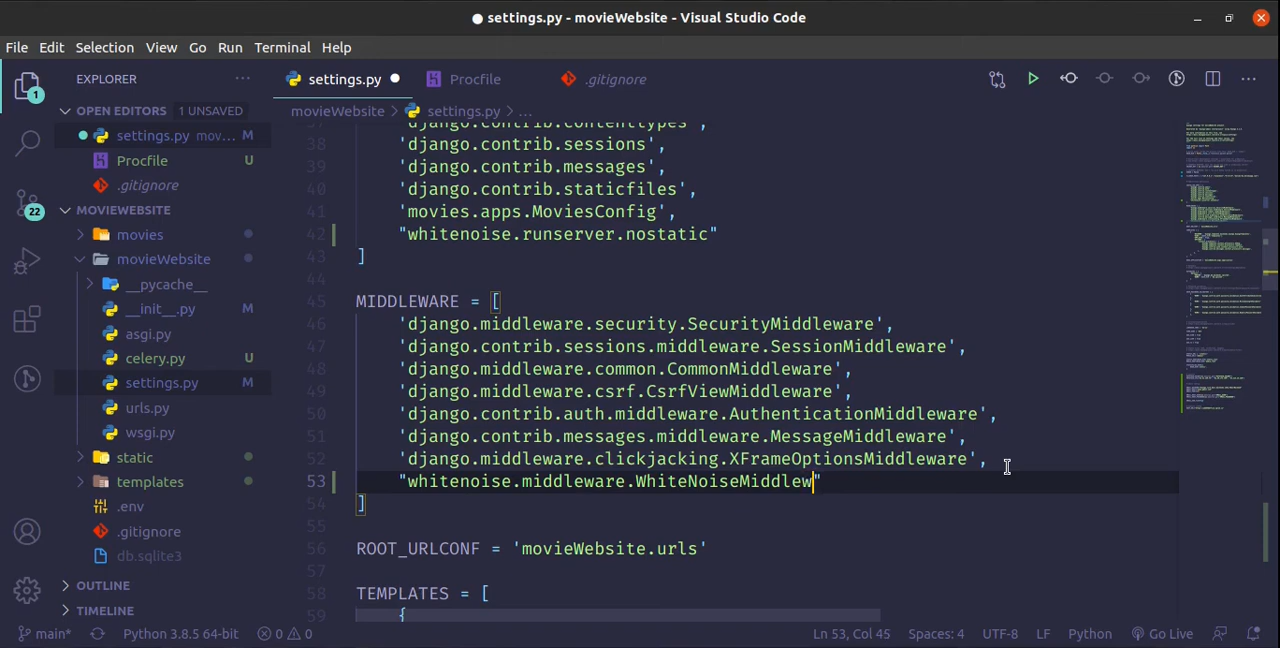 ● settings.py - movieWebsite - Visual Studio Code
File Edit Selection View Go Run Terminal Help
EXPLORER ···
settings.py ● Procfile .gitignore
OPEN EDITORS 1 UNSAVED
movieWebsite > settings.py > ...
settings.py mov... M
Procfile U
.gitignore
MOVIEWEBSITE
movies
movieWebsite
__pycache__
__init__.py M
asgi.py
celery.py U
settings.py M
urls.py
wsgi.py
static
templates
.env
.gitignore
db.sqlite3
OUTLINE
TIMELINE
1
22
37 'django.contrib.contenttypes',
38 'django.contrib.sessions',
39 'django.contrib.messages',
40 'django.contrib.staticfiles',
41 'movies.apps.MoviesConfig',
42 "whitenoise.runserver.nostatic"
43 ]
44
45 MIDDLEWARE = [
46 'django.middleware.security.SecurityMiddleware',
47 'django.contrib.sessions.middleware.SessionMiddleware',
48 'django.middleware.common.CommonMiddleware',
49 'django.middleware.csrf.CsrfViewMiddleware',
50 'django.contrib.auth.middleware.AuthenticationMiddleware',
51 'django.contrib.messages.middleware.MessageMiddleware',
52 'django.middleware.clickjacking.XFrameOptionsMiddleware',
53 "whitenoise.middleware.WhiteNoiseMiddlew"
54 ]
55
56 ROOT_URLCONF = 'movieWebsite.urls'
57
58 TEMPLATES = [
59 {
main* Python 3.8.5 64-bit 0 0 Ln 53, Col 45 Spaces: 4 UTF-8 LF Python Go Live